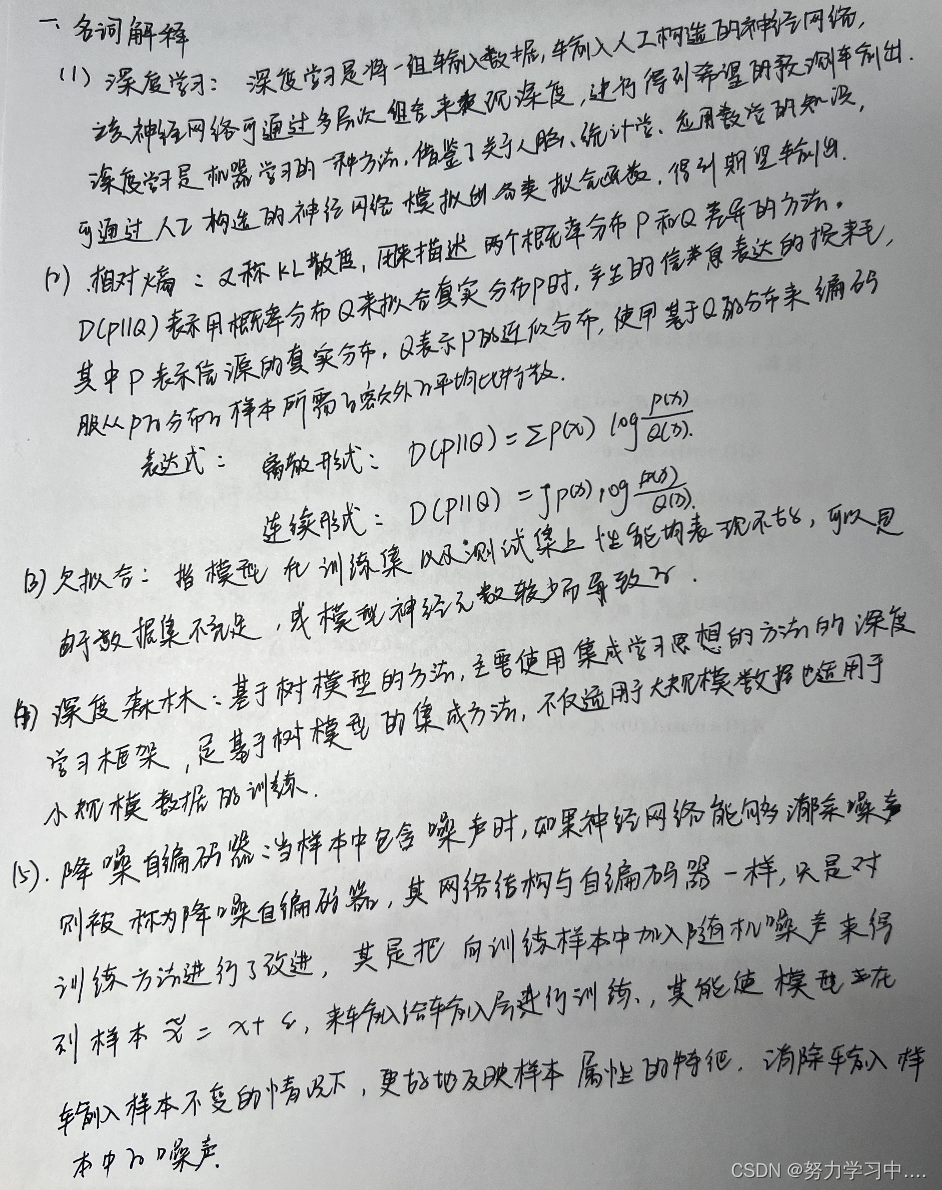 一、名词解释
(1) 深度学习: 深度学习是将一组输入数据,输入人工构造的神经网络,
该神经网络可通过多层次组合来表现深度,进行得到希望的预测输出.
深度学习是机器学习的一种方法,借鉴了关于人脑、统计学、应用数学的知识,
可通过人工构造的神经网络模拟出各类拟合函数,得到期望输出.
(2) 相对熵: 又称KL散度,用来描述两个概率分布P和Q差异的方法。
D(P||Q)表示用概率分布Q来拟合真实分布P时,产生的信息表达的损耗,
其中P表示信源的真实分布,Q表示P的近似分布,使用基于Q的分布来编码
服从P的分布的样本所需的额外的平均比特数.
表达式: 离散形式: D(P||Q) = ΣP(x) log P(x)/Q(x).
连续形式: D(P||Q) = ∫P(x) log P(x)/Q(x).
(3) 欠拟合: 指模型在训练集以及测试集上性能均表现不好,可以是
由于数据集不充足,或模型神经元数较少而导致的.
(4) 深度森林: 基于树模型的方法,主要使用集成学习思想的方法的深度
学习框架,是基于树模型的集成方法,不仅适用于大规模数据也适用于
小规模数据的训练.
(5). 降噪自编码器: 当样本中包含噪声时,如果神经网络能够消除噪声
则被称为降噪自编码器,其网络结构与自编码器一样,只是对
训练方法进行了改进,其是把向训练样本中加入随机噪声来得
到样本 x̃ = x+ε,来输入给输入层进行训练,其能使模型在
输入样本不变的情况下,更好地反映样本属性的特征.消除输入样
本中的噪声.
CSDN @努力学习中....